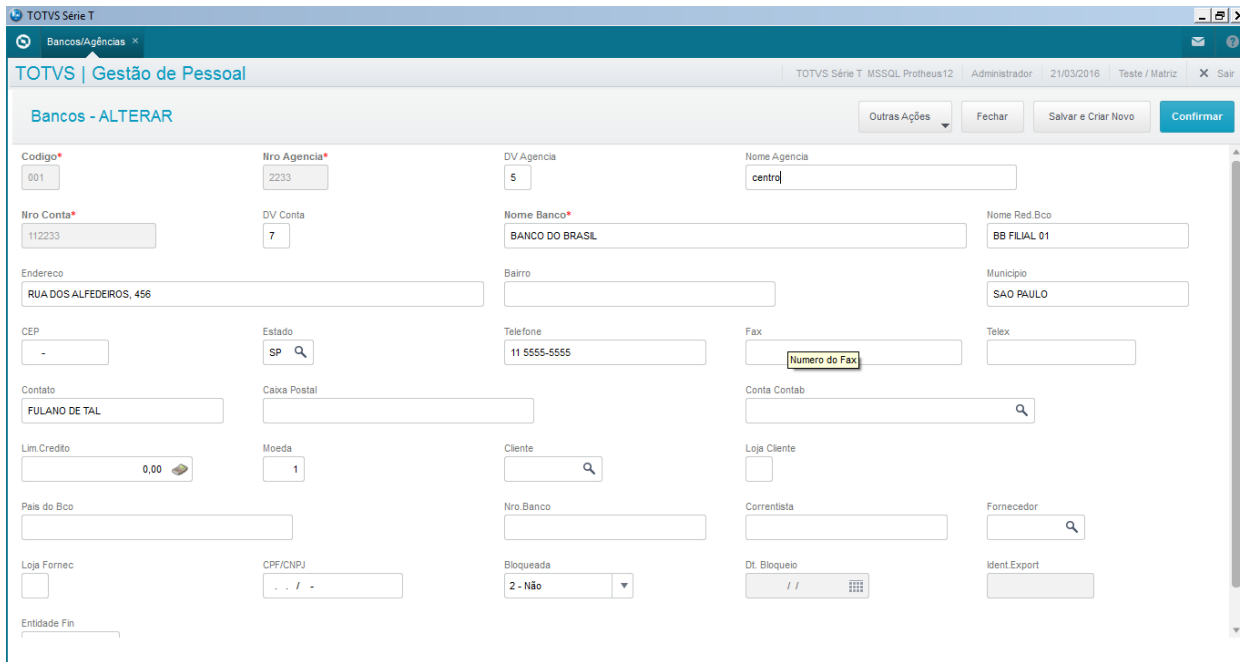 TOTVS Série T
Bancos/Agências ×
TOTVS | Gestão de Pessoal
TOTVS Série T MSSQL Protheus12 Administrador 21/03/2016 Teste / Matriz X Sair
Bancos - ALTERAR
Outras Ações Fechar Salvar e Criar Novo Confirmar
Codigo* Nro Agencia* DV Agencia Nome Agencia
001 2233 5 centro
Nro Conta* DV Conta Nome Banco* Nome Red.Bco
112233 7 BANCO DO BRASIL BB FILIAL 01
Endereco Bairro Municipio
RUA DOS ALFEDEIROS, 456 SAO PAULO
CEP Estado Telefone Fax Telex
- SP 11 5555-5555
Numero do Fax
Contato Caixa Postal Conta Contab
FULANO DE TAL
Lim.Credito Moeda Cliente Loja Cliente
0,00 1
Pais do Bco Nro.Banco Correntista Fornecedor
Loja Fornec CPF/CNPJ Bloqueada Dt. Bloqueio Ident.Export
. . / - 2 - Não / /
Entidade Fin